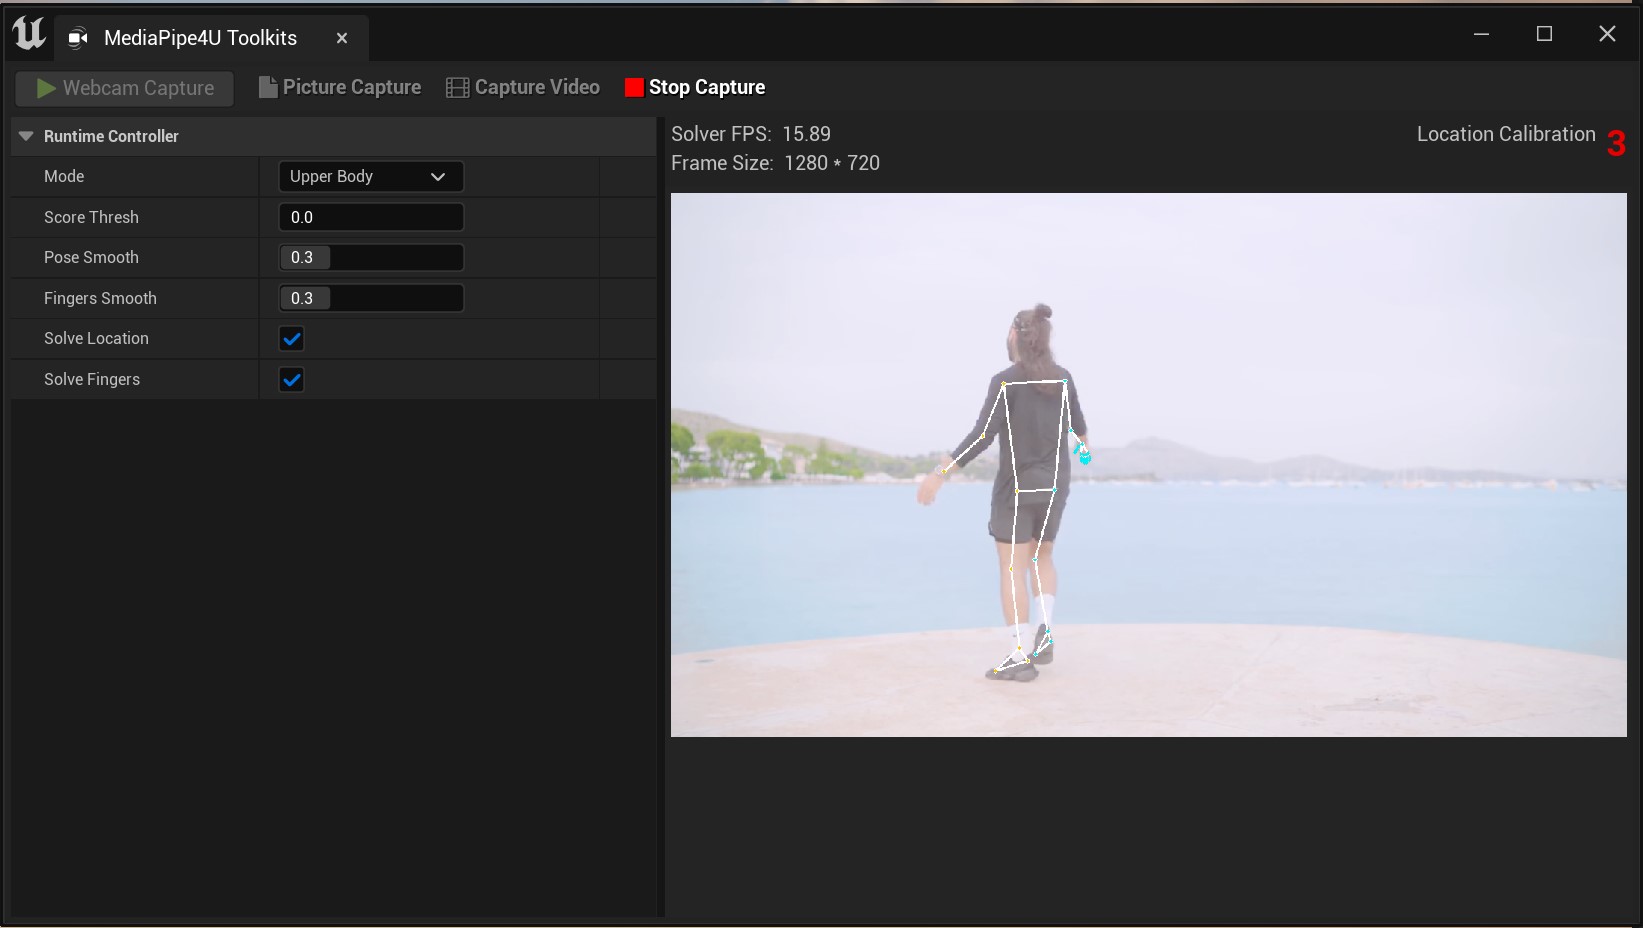 MediaPipe4U Toolkits
Webcam Capture
Picture Capture
Capture Video
Stop Capture
Runtime Controller
Mode
Upper Body
Score Thresh
0.0
Pose Smooth
0.3
Fingers Smooth
0.3
Solve Location
Solve Fingers
Solver FPS: 15.89
Frame Size: 1280 * 720
Location Calibration 3